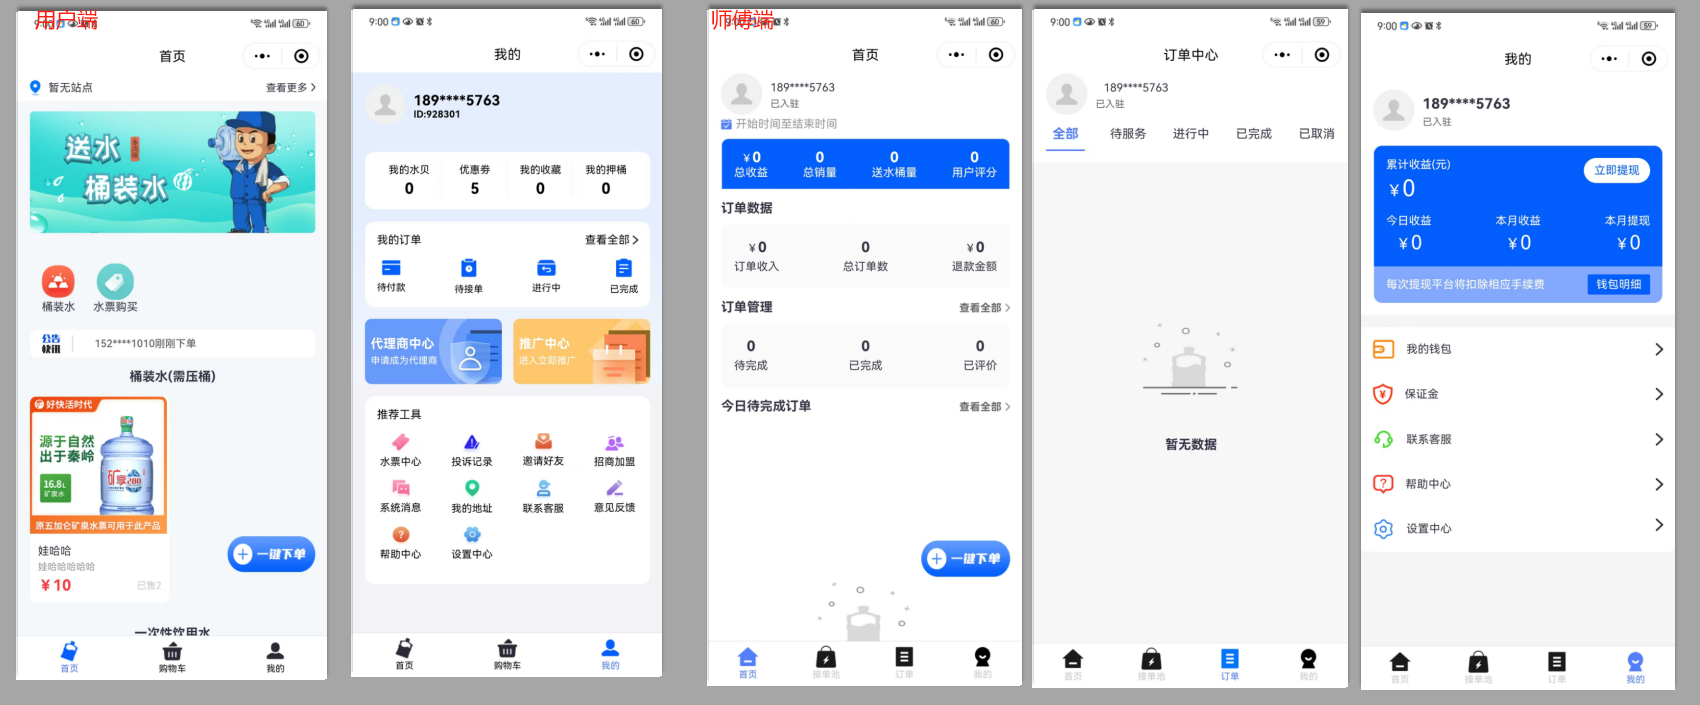 用户端
9:00
60
首页
暂无站点
查看更多
送水
桶装水
桶装水
水票购买
公告
快讯
152****1010刚刚下单
桶装水(需压桶)
好快活时代
源于自然
出于秦岭
16.8L
矿泉水
矿享280
原五加仑矿泉水票可用于此产品
娃哈哈
娃哈哈哈哈哈
¥10
已售2
一键下单
一次性饮用水
首页
购物车
我的
9:00
60
我的
189****5763
ID:928301
我的水贝
优惠券
我的收藏
我的押桶
0
5
0
0
我的订单
查看全部
待付款
待接单
进行中
已完成
代理商中心
申请成为代理商
推广中心
进入立即推广
推荐工具
水票中心
投诉记录
邀请好友
招商加盟
系统消息
我的地址
联系客服
意见反馈
帮助中心
设置中心
首页
购物车
我的
师傅端
60
首页
189****5763
已入驻
开始时间至结束时间
¥0
0
0
0
总收益
总销量
送水桶量
用户评分
订单数据
¥0
0
¥0
订单收入
总订单数
退款金额
订单管理
查看全部
0
0
0
待完成
已完成
已评价
今日待完成订单
查看全部
一键下单
首页
接单池
订单
我的
9:00
59
订单中心
189****5763
已入驻
全部
待服务
进行中
已完成
已取消
暂无数据
首页
接单池
订单
我的
9:00
59
我的
189****5763
已入驻
累计收益(元)
立即提现
¥0
今日收益
本月收益
本月提现
¥0
¥0
¥0
每次提现平台将扣除相应手续费
钱包明细
我的钱包
保证金
联系客服
帮助中心
设置中心
首页
接单池
订单
我的